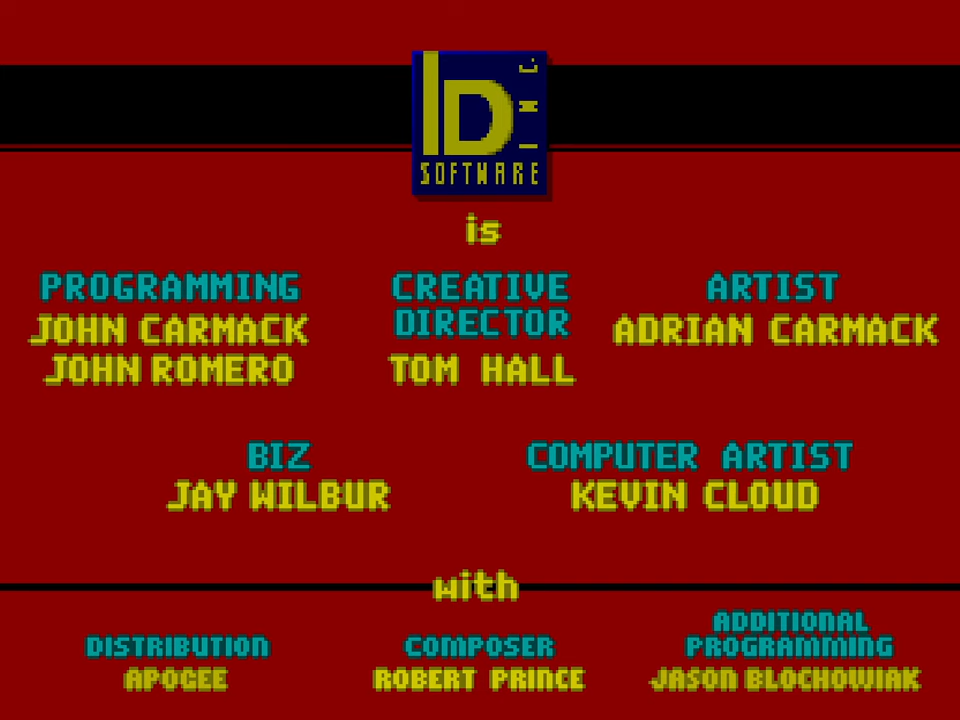 ID
INC
SOFTWARE
is
PROGRAMMING
JOHN CARMACK
JOHN ROMERO
CREATIVE
DIRECTOR
TOM HALL
ARTIST
ADRIAN CARMACK
BIZ
JAY WILBUR
COMPUTER ARTIST
KEVIN CLOUD
with
DISTRIBUTION
APOGEE
COMPOSER
ROBERT PRINCE
ADDITIONAL
PROGRAMMING
JASON BLOCHOWIAK